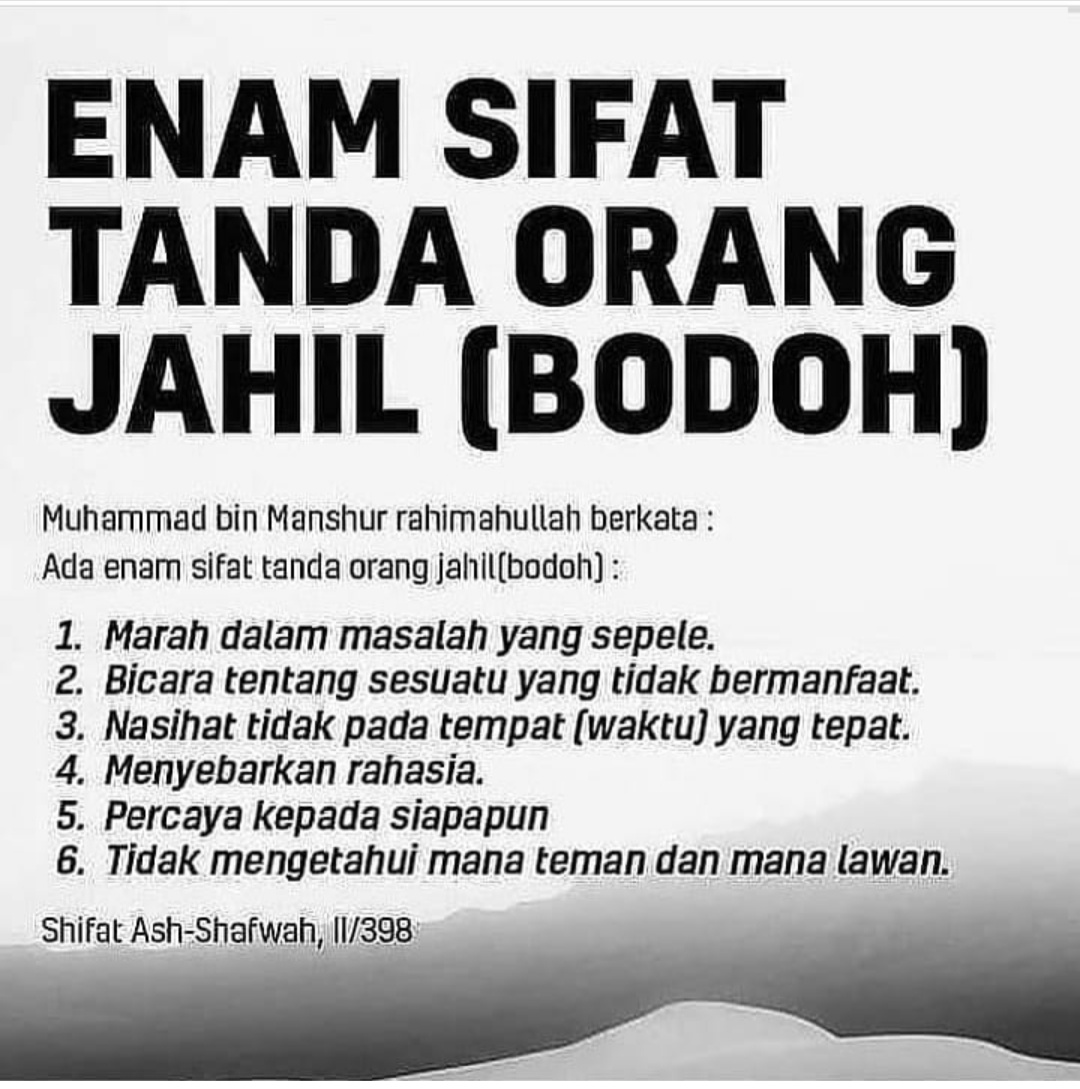 ENAM SIFAT
TANDA ORANG
JAHIL (BODOH)
Muhammad bin Manshur rahimahullah berkata :
Ada enam sifat tanda orang jahil(bodoh) :
1. Marah dalam masalah yang sepele.
2. Bicara tentang sesuatu yang tidak bermanfaat.
3. Nasihat tidak pada tempat (waktu) yang tepat.
4. Menyebarkan rahasia.
5. Percaya kepada siapapun
6. Tidak mengetahui mana teman dan mana lawan.
Shifat Ash-Shafwah, II/398